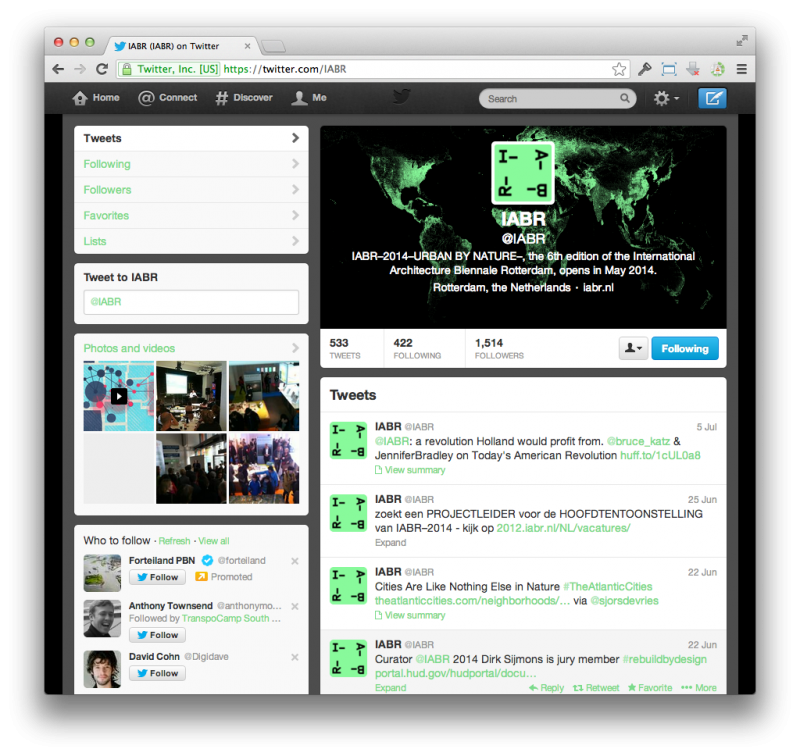 IABR (IABR) on Twitter
Twitter, Inc. [US] https://twitter.com/IABR
Home
Connect
Discover
Me
Search
Tweets
Following
Followers
Favorites
Lists
Tweet to IABR
@IABR
Photos and videos
Who to follow · Refresh · View all
Forteiland PBN @forteiland
Follow
Promoted
Anthony Townsend @anthonymo...
Followed by TranspoCamp South ...
Follow
David Cohn @Digidave
Follow
I- A-
R- B-
IABR
@IABR
IABR–2014–URBAN BY NATURE–, the 6th edition of the International
Architecture Biennale Rotterdam, opens in May 2014.
Rotterdam, the Netherlands · iabr.nl
533 TWEETS
422 FOLLOWING
1,514 FOLLOWERS
Following
Tweets
I- A-
R- B-
IABR @IABR 5 Jul
@IABR: a revolution Holland would profit from. @bruce_katz &
JenniferBradley on Today's American Revolution huff.to/1cUL0a8
View summary
I- A-
R- B-
IABR @IABR 25 Jun
zoekt een PROJECTLEIDER voor de HOOFDTENTOONSTELLING
van IABR–2014 - kijk op 2012.iabr.nl/NL/vacatures/
Expand
I- A-
R- B-
IABR @IABR 22 Jun
Cities Are Like Nothing Else in Nature #TheAtlanticCities
theatlanticcities.com/neighborhoods/... via @sjorsdevries
View summary
I- A-
R- B-
IABR @IABR 22 Jun
Curator @IABR 2014 Dirk Sijmons is jury member #rebuildbydesign
portal.hud.gov/hudportal/docu...
Expand
Reply
Retweet
Favorite
More